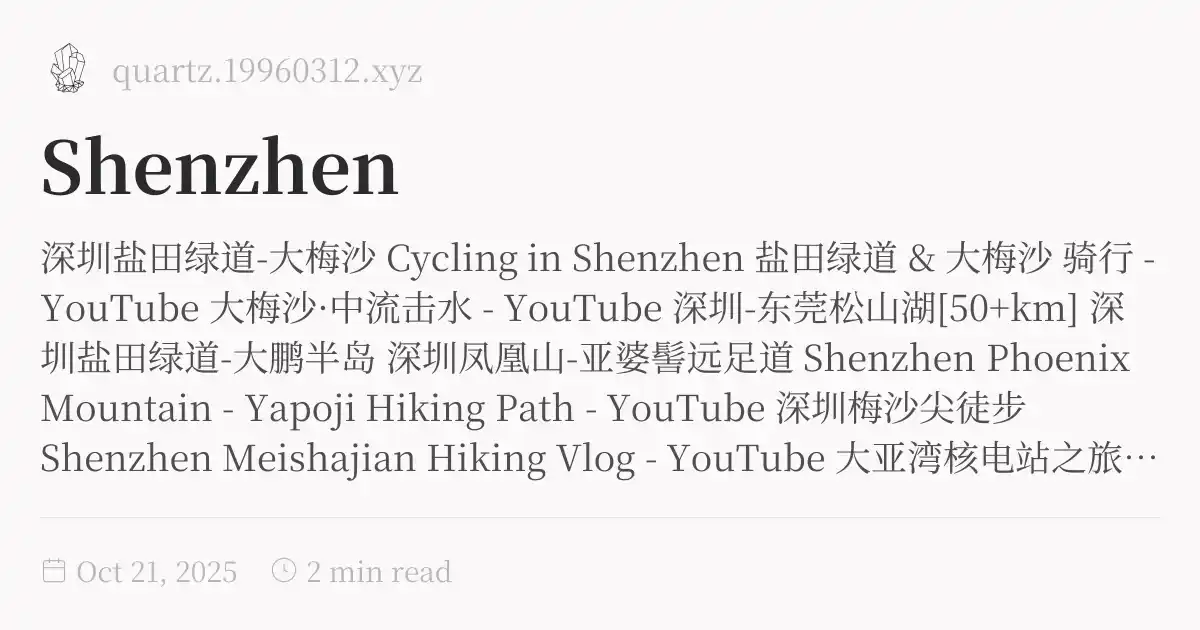 quartz.19960312.xyz
Shenzhen
深圳盐田绿道-大梅沙 Cycling in Shenzhen 盐田绿道 & 大梅沙 骑行 -
YouTube 大梅沙·中流击水 - YouTube 深圳-东莞松山湖[50+km] 深
圳盐田绿道-大鹏半岛 深圳凤凰山-亚婆髻远足道 Shenzhen Phoenix
Mountain - Yapoji Hiking Path - YouTube 深圳梅沙尖徒步
Shenzhen Meishajian Hiking Vlog - YouTube 大亚湾核电站之旅…
Oct 21, 2025 2 min read